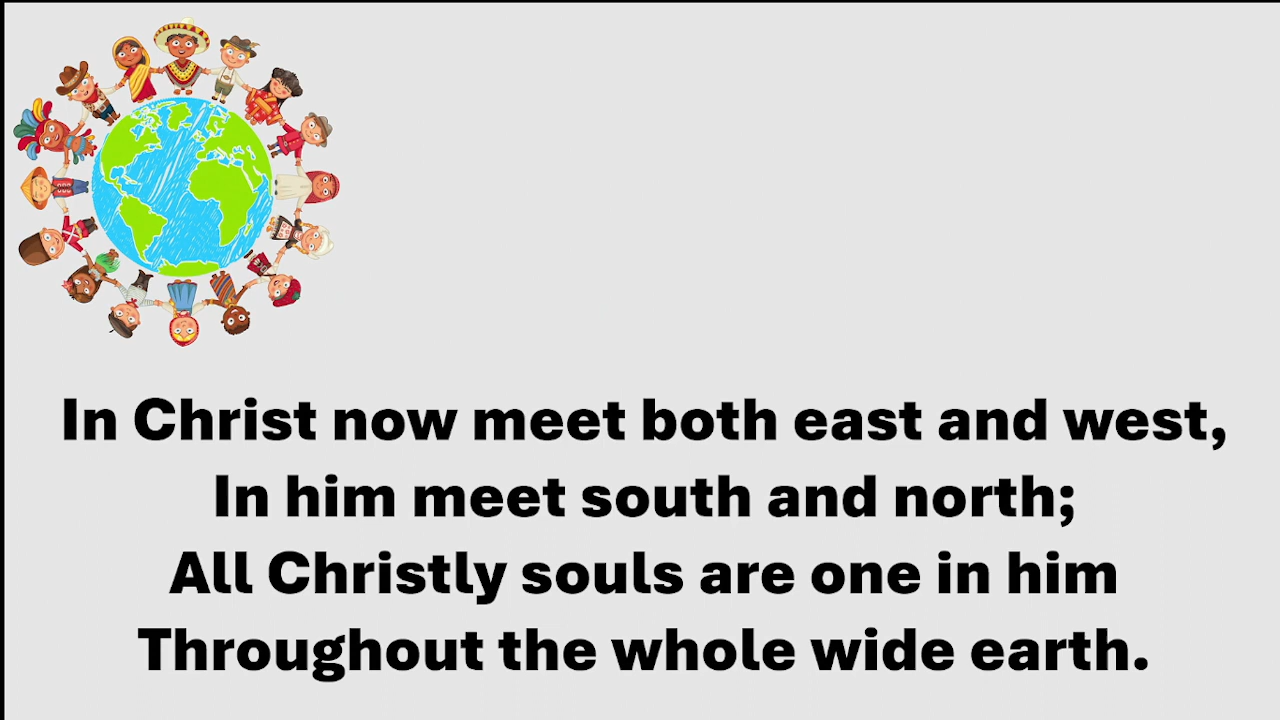 In Christ now meet both east and west,
In him meet south and north;
All Christly souls are one in him
Throughout the whole wide earth.